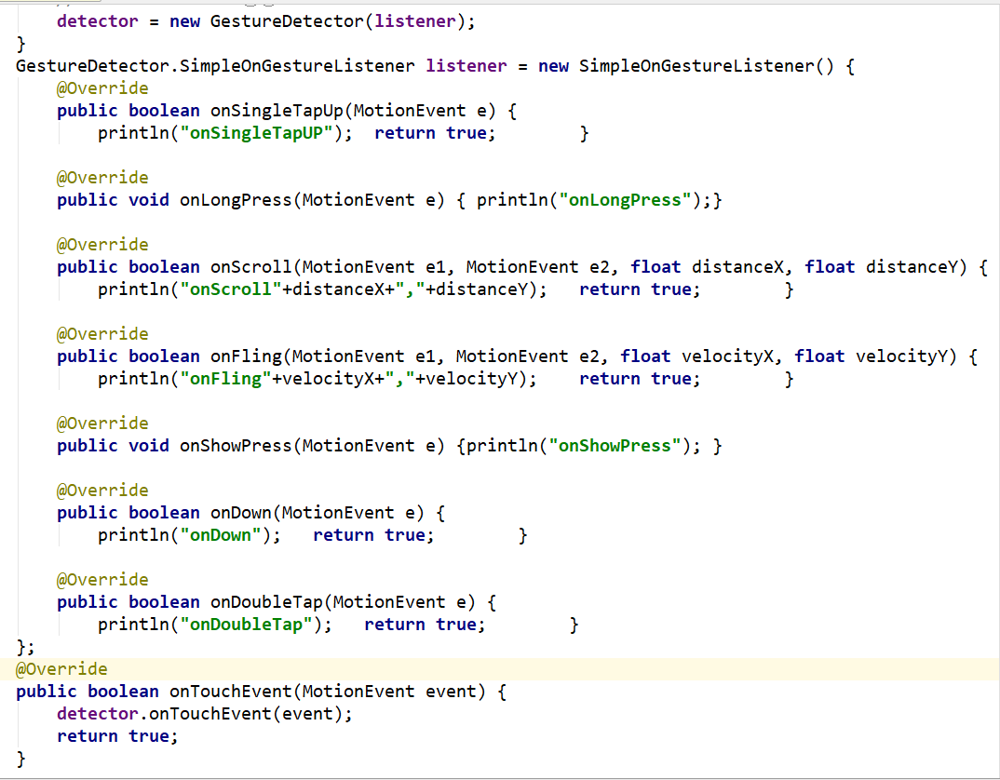 detector = new GestureDetector(listener);
}
GestureDetector.SimpleOnGestureListener listener = new SimpleOnGestureListener() {
@Override
public boolean onSingleTapUp(MotionEvent e) {
println("onSingleTapUP"); return true; }
@Override
public void onLongPress(MotionEvent e) { println("onLongPress");}
@Override
public boolean onScroll(MotionEvent e1, MotionEvent e2, float distanceX, float distanceY) {
println("onScroll"+distanceX+","+distanceY); return true; }
@Override
public boolean onFling(MotionEvent e1, MotionEvent e2, float velocityX, float velocityY) {
println("onFling"+velocityX+","+velocityY); return true; }
@Override
public void onShowPress(MotionEvent e) {println("onShowPress"); }
@Override
public boolean onDown(MotionEvent e) {
println("onDown"); return true; }
@Override
public boolean onDoubleTap(MotionEvent e) {
println("onDoubleTap"); return true; }
};
@Override
public boolean onTouchEvent(MotionEvent event) {
detector.onTouchEvent(event);
return true;
}